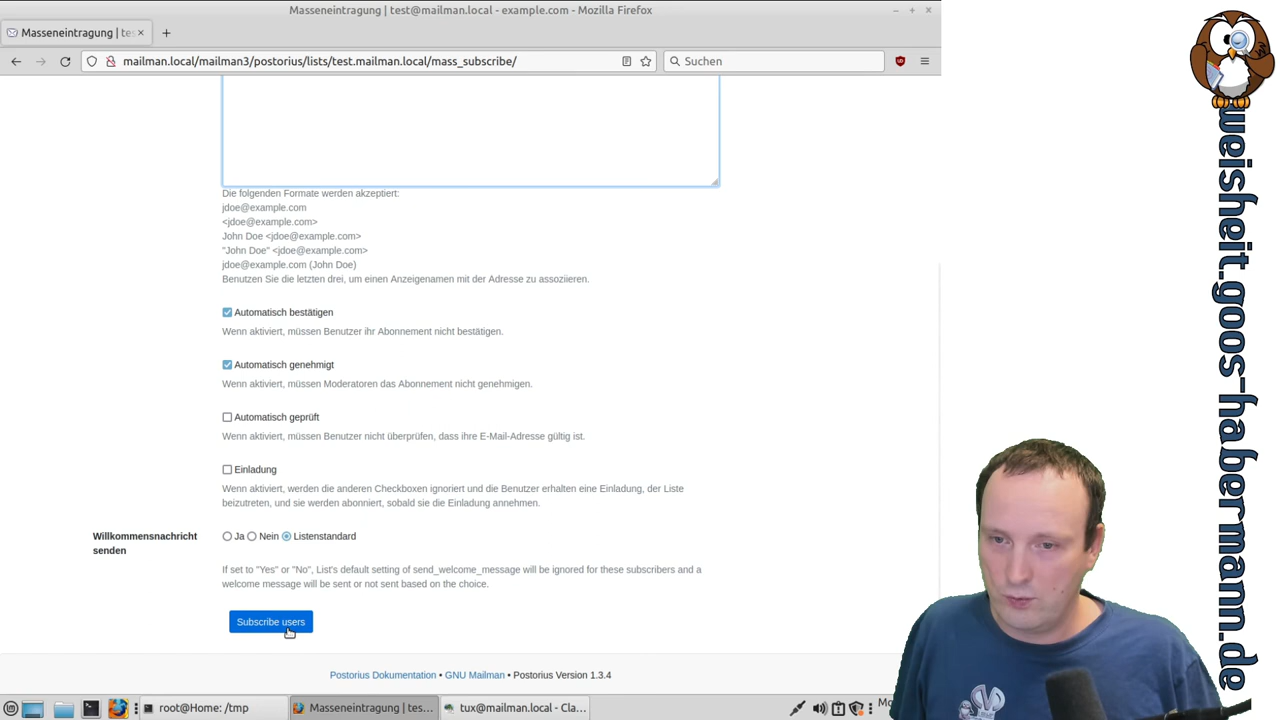 Masseneintragung | test@mailman.local - example.com - Mozilla Firefox
Masseneintragung | tes
mailman.local/mailman3/postorius/lists/test.mailman.local/mass_subscribe/
Suchen
Die folgenden Formate werden akzeptiert:
jdoe@example.com
<jdoe@example.com>
John Doe <jdoe@example.com>
"John Doe" <jdoe@example.com>
jdoe@example.com (John Doe)
Benutzen Sie die letzten drei, um einen Anzeigenamen mit der Adresse zu assoziieren.
Automatisch bestätigen
Wenn aktiviert, müssen Benutzer ihr Abonnement nicht bestätigen.
Automatisch genehmigt
Wenn aktiviert, müssen Moderatoren das Abonnement nicht genehmigen.
Automatisch geprüft
Wenn aktiviert, müssen Benutzer nicht überprüfen, dass ihre E-Mail-Adresse gültig ist.
Einladung
Wenn aktiviert, werden die anderen Checkboxen ignoriert und die Benutzer erhalten eine Einladung, der Liste
beizutreten, und sie werden abonniert, sobald sie die Einladung annehmen.
Willkommensnachricht
senden
Ja Nein Listenstandard
If set to "Yes" or "No", List's default setting of send_welcome_message will be ignored for these subscribers and a
welcome message will be sent or not sent based on the choice.
Subscribe users
Postorius Dokumentation • GNU Mailman • Postorius Version 1.3.4
root@Home: /tmp
Masseneintragung | tes...
tux@mailman.local - Cla...
Mo
weisheit.goos-habermann.de